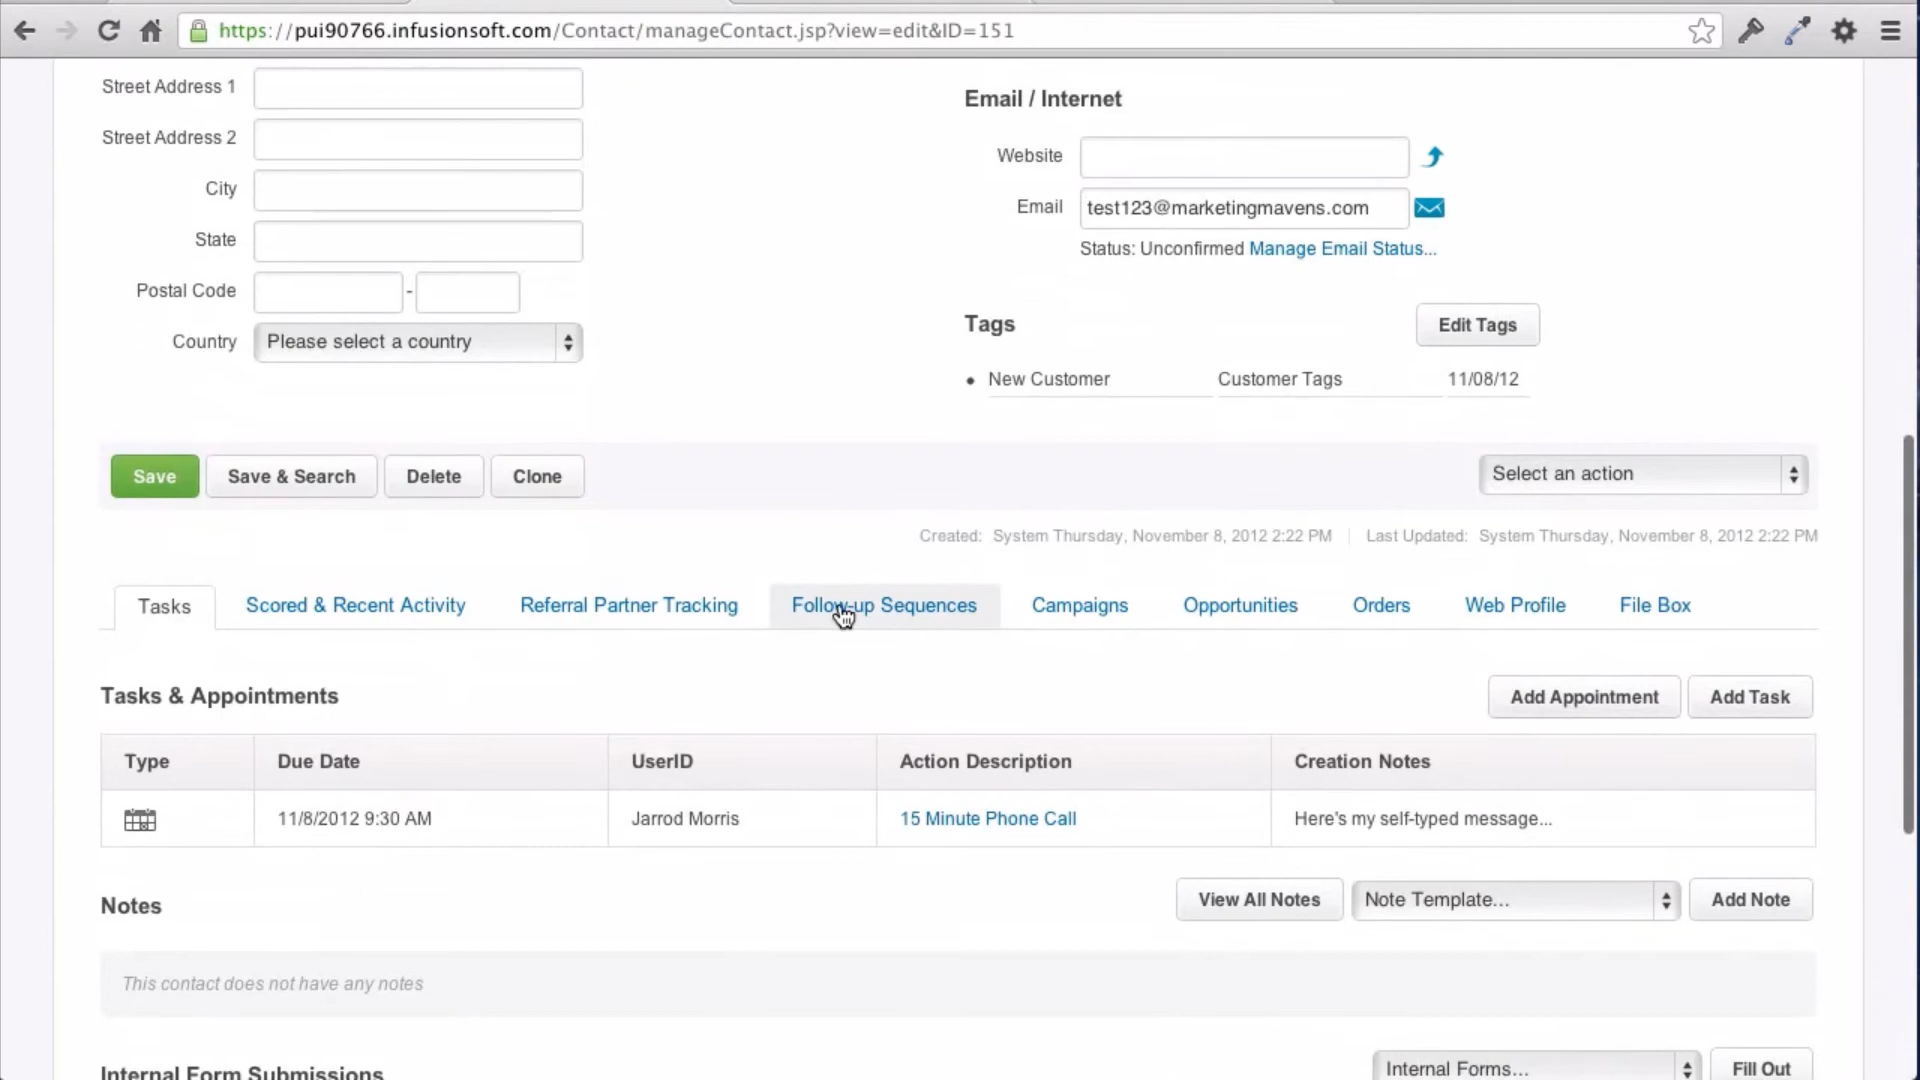 https://pui90766.infusionsoft.com/Contact/manageContact.jsp?view=edit&ID=151
Street Address 1
Street Address 2
City
State
Postal Code -
Country Please select a country
Email / Internet
Website
Email test123@marketingmavens.com
Status: Unconfirmed Manage Email Status...
Tags Edit Tags
• New Customer Customer Tags 11/08/12
Save Save & Search Delete Clone Select an action
Created: System Thursday, November 8, 2012 2:22 PM Last Updated: System Thursday, November 8, 2012 2:22 PM
Tasks Scored & Recent Activity Referral Partner Tracking Follow-up Sequences Campaigns Opportunities Orders Web Profile File Box
Tasks & Appointments Add Appointment Add Task
Type Due Date UserID Action Description Creation Notes
11/8/2012 9:30 AM Jarrod Morris 15 Minute Phone Call Here's my self-typed message...
Notes View All Notes Note Template... Add Note
This contact does not have any notes
Internal Form Submissions Internal Forms... Fill Out